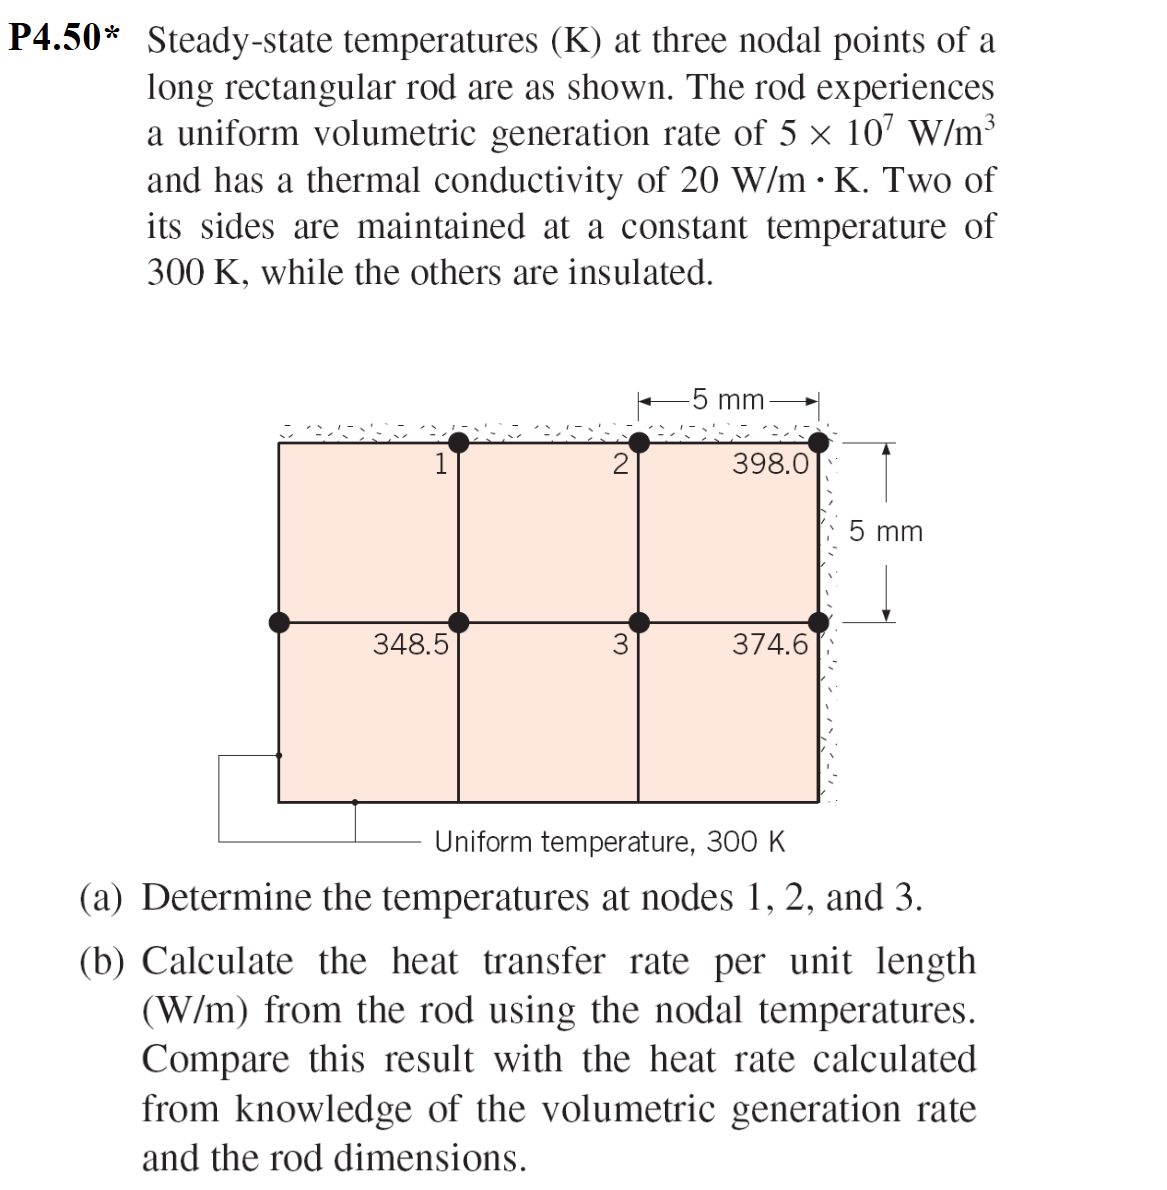 P4.50* Steady-state temperatures (K) at three nodal points of a
long rectangular rod are as shown. The rod experiences
a uniform volumetric generation rate of 5 × 10⁷ W/m³
and has a thermal conductivity of 20 W/m · K. Two of
its sides are maintained at a constant temperature of
300 K, while the others are insulated.
5 mm
1 2 398.0
5 mm
348.5 3 374.6
Uniform temperature, 300 K
(a) Determine the temperatures at nodes 1, 2, and 3.
(b) Calculate the heat transfer rate per unit length
(W/m) from the rod using the nodal temperatures.
Compare this result with the heat rate calculated
from knowledge of the volumetric generation rate
and the rod dimensions.